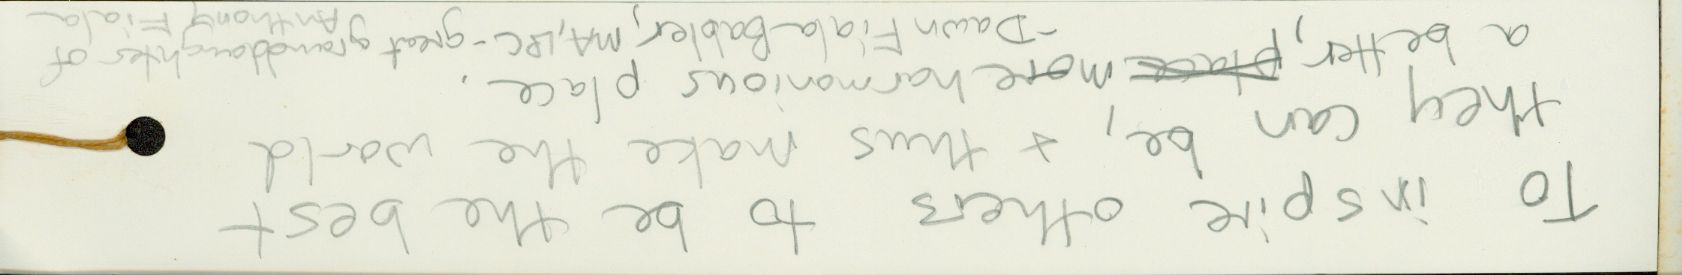 To inspire others to be the best
they can be, + thus make the world
a better, place more harmonious place.
-Dawn Fiala-Babler, MA, LPC - great granddaughter of
Anthony Fiala